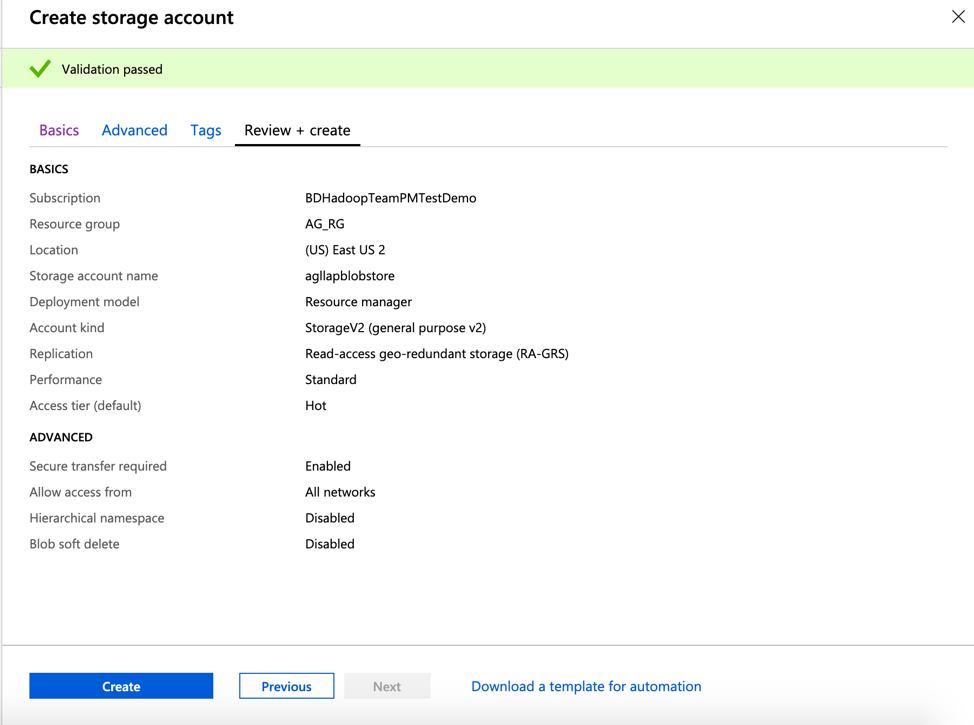 Create storage account
Validation passed
Basics Advanced Tags Review + create
BASICS
Subscription BDHadoopTeamPMTestDemo
Resource group AG_RG
Location (US) East US 2
Storage account name agllapblobstore
Deployment model Resource manager
Account kind StorageV2 (general purpose v2)
Replication Read-access geo-redundant storage (RA-GRS)
Performance Standard
Access tier (default) Hot
ADVANCED
Secure transfer required Enabled
Allow access from All networks
Hierarchical namespace Disabled
Blob soft delete Disabled
Create Previous Next Download a template for automation